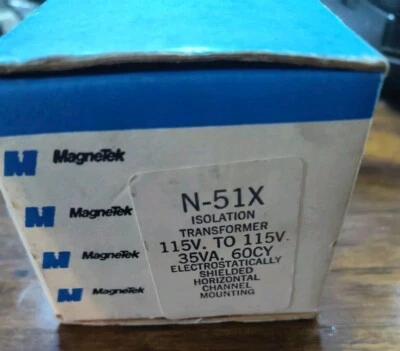 MagneTek
MagneTek
MagneTek
MagneTek
N-51X
ISOLATION
TRANSFORMER
115V. TO 115V.
35VA. 60CY
ELECTROSTATICALLY
SHIELDED
HORIZONTAL
CHANNEL
MOUNTING